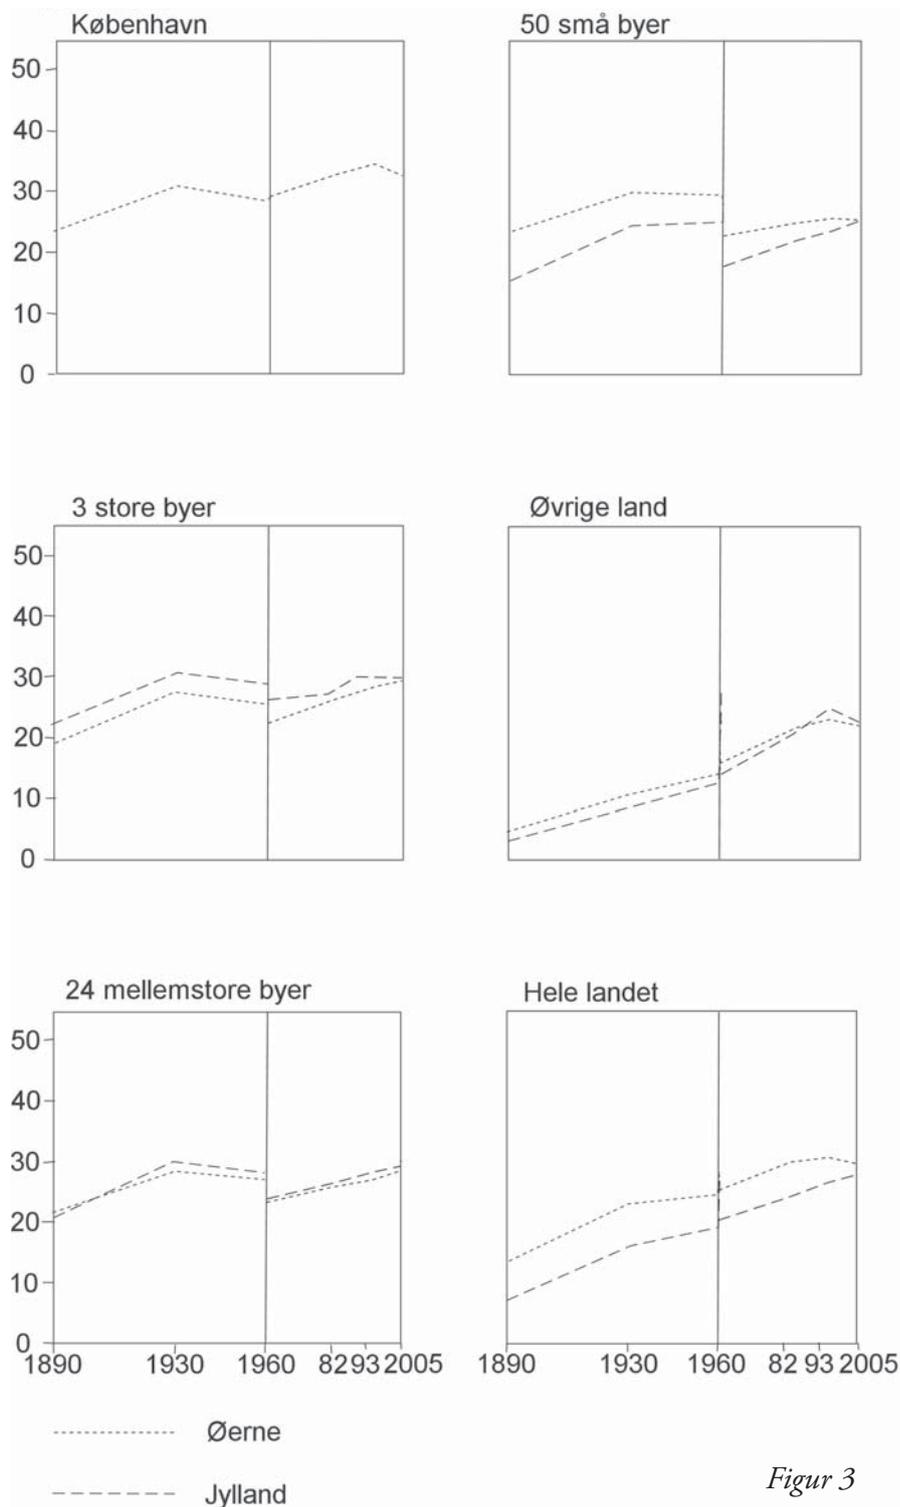 København
50
40
30
20
10
0
50 små byer
3 store byer
50
40
30
20
10
0
Øvrige land
24 mellemstore byer
50
40
30
20
10
0
1890 1930 1960 82 93 2005
Hele landet
1890 1930 1960 82 93 2005
Øerne
Jylland
Figur 3